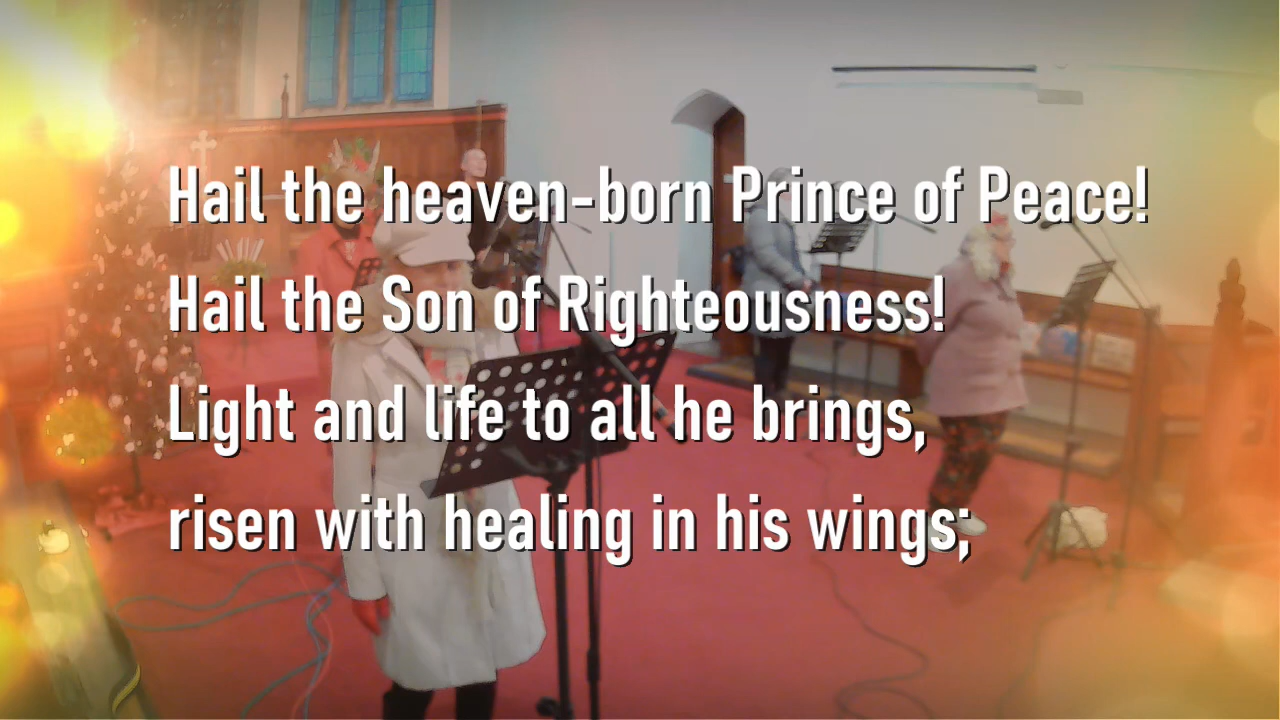 Hail the heaven-born Prince of Peace!
Hail the Son of Righteousness!
Light and life to all he brings,
risen with healing in his wings;